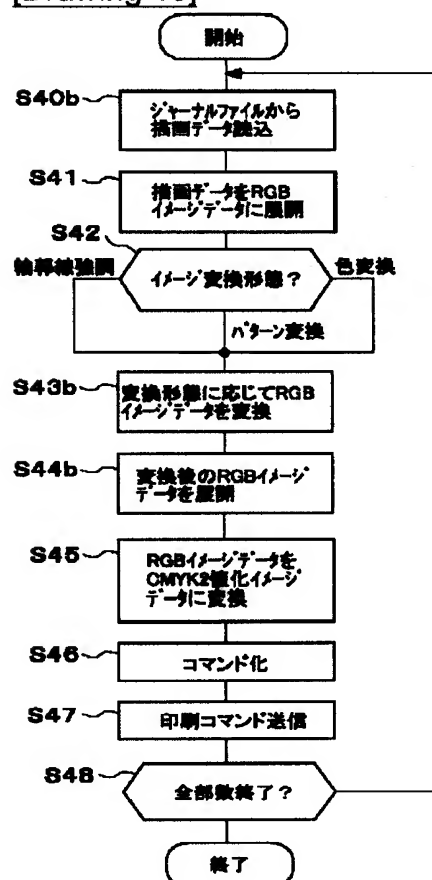 [Drawing 18]
開始
S40b
ジャーナルファイルから
描画データ読込
S41
描画データをRGB
イメージデータに展開
S42
輪郭線強調
イメージ変換形態?
色変換
パターン変換
S43b
変換形態に応じてRGB
イメージデータを変換
S44b
変換後のRGBイメージ
データを展開
S45
RGBイメージデータを
CMYK2値化イメージ
データに変換
S46
コマンド化
S47
印刷コマンド送信
S48
全部数終了?
終了